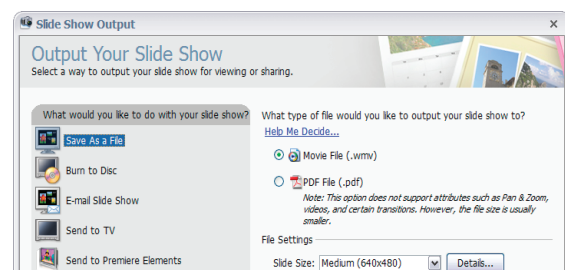 Slide Show Output
Output Your Slide Show
Select a way to output your slide show for viewing or sharing.
What would you like to do with your slide show?
Save As a File
Burn to Disc
E-mail Slide Show
Send to TV
Send to Premiere Elements
What type of file would you like to output your slide show to?
Help Me Decide...
Movie File (.wmv)
PDF File (.pdf)
Note: This option does not support attributes such as Pan & Zoom,
videos, and certain transitions. However, the file size is usually
smaller.
File Settings
Slide Size: Medium (640x480) Details...